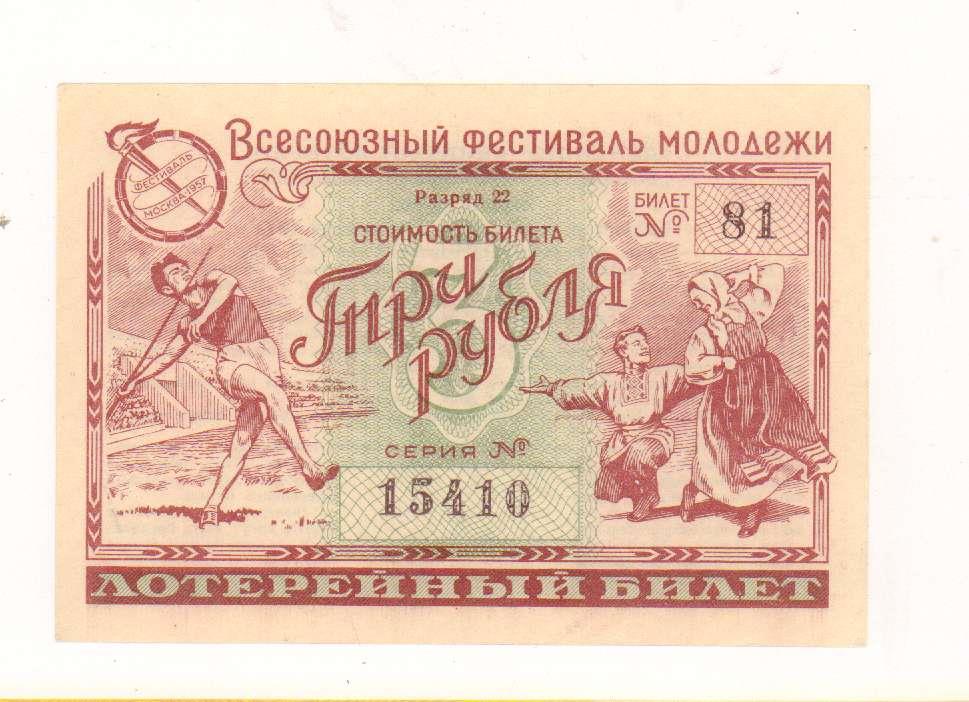 Всесоюзный фестиваль молодежи
ФЕСТИВАЛЬ
МОСКВА·1957
Разряд 22
СТОИМОСТЬ БИЛЕТА
3
Три
рубля
БИЛЕТ
№ 81
СЕРИЯ №
15410
ЛОТЕРЕЙНЫЙ БИЛЕТ